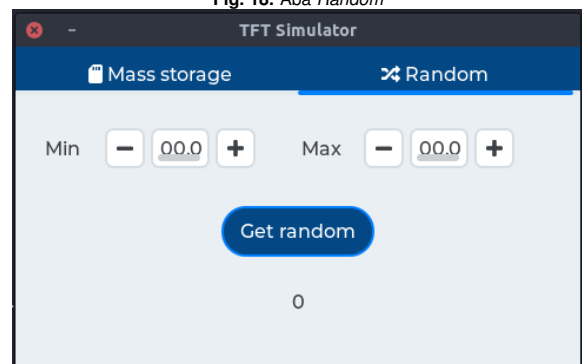 Fig. 18. Aba Random
TFT Simulator
Mass storage
Random
Min − 00.0 + Max − 00.0 +
Get random
0